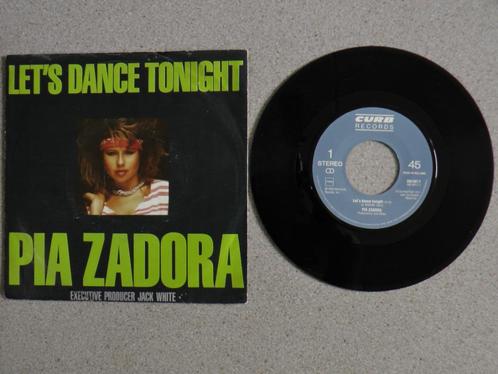 LET'S DANCE TONIGHT
PIA ZADORA
EXECUTIVE PRODUCER JACK WHITE
CURB
RECORDS
1
STEREO
45
Let's Dance Tonight
PIA ZADORA